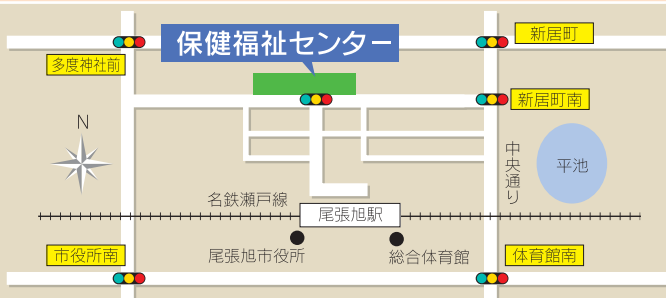 保健福祉センター
新居町
多度神社前
新居町南
N
中央通り
平池
名鉄瀬戸線
尾張旭駅
市役所南
尾張旭市役所
総合体育館
体育館南